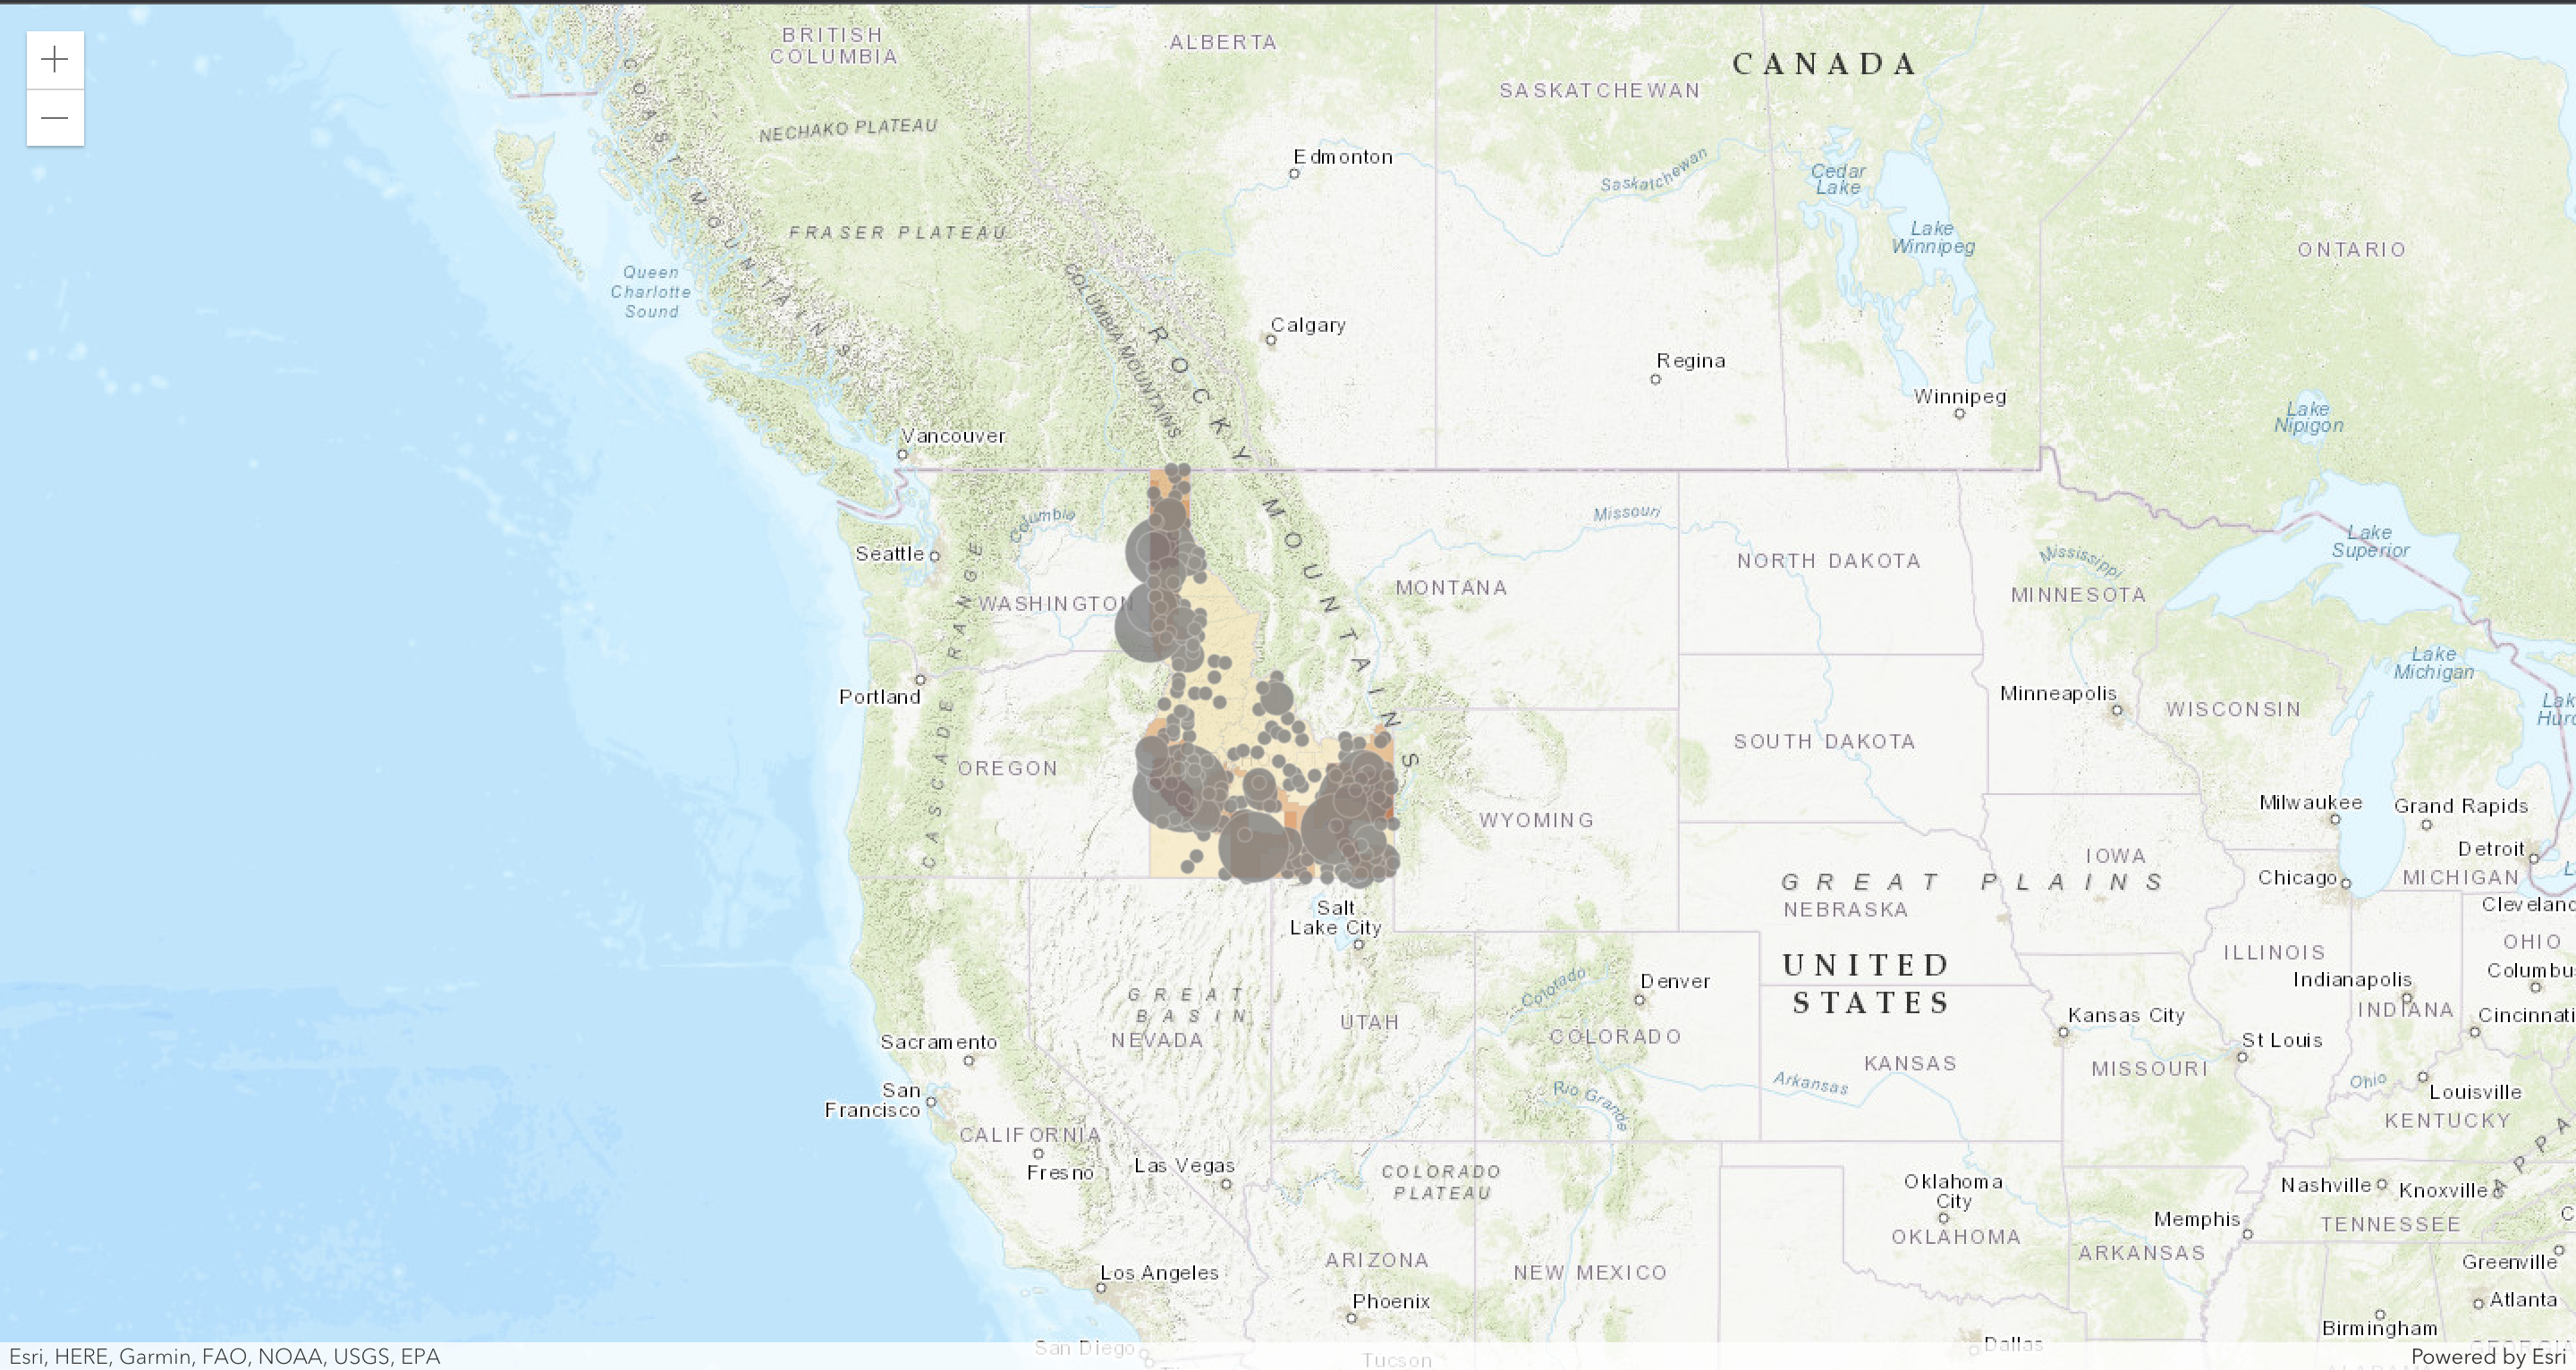 +
−
BRITISH
COLUMBIA
ALBERTA
CANADA
SASKATCHEWAN
NECHAKO PLATEAU
COAST MOUNTAINS
Edmonton
Saskatchewan
Cedar
Lake
FRASER PLATEAU
Lake
Winnipeg
ONTARIO
Queen
Charlotte
Sound
COLUMBIA MOUNTAINS
ROCKY MOUNTAINS
Calgary
Regina
Winnipeg
Lake
Nipigon
Vancouver
Columbia
Missouri
Seattle
Lake
Superior
NORTH DAKOTA
Mississippi
MONTANA
MINNESOTA
WASHINGTON
CASCADE RANGE
Lake
Michigan
Portland
Minneapolis
WISCONSIN
Lak
Huro
SOUTH DAKOTA
OREGON
WYOMING
Milwaukee
Grand Rapids
Detroit
IOWA
Chicago
MICHIGAN
L
GREAT PLAINS
NEBRASKA
Cleveland
Salt
Lake City
OHIO
ILLINOIS
UNITED
STATES
Denver
Colorado
Indianapolis
Columbu
GREAT
BASIN
NEVADA
UTAH
COLORADO
Kansas City
INDIANA
Cincinnati
St Louis
Sacramento
KANSAS
MISSOURI
Arkansas
Ohio
Louisville
San
Francisco
Rio Grande
KENTUCKY
CALIFORNIA
Fresno
Las Vegas
COLORADO
PLATEAU
APPA
Oklahoma
City
Nashville
Knoxville
OKLAHOMA
Memphis
TENNESSEE
C
ARKANSAS
ARIZONA
NEW MEXICO
Los Angeles
Greenville
Phoenix
Atlanta
Birmingham
San Diego
Dallas
Tucson
Esri, HERE, Garmin, FAO, NOAA, USGS, EPA
Powered by Esri